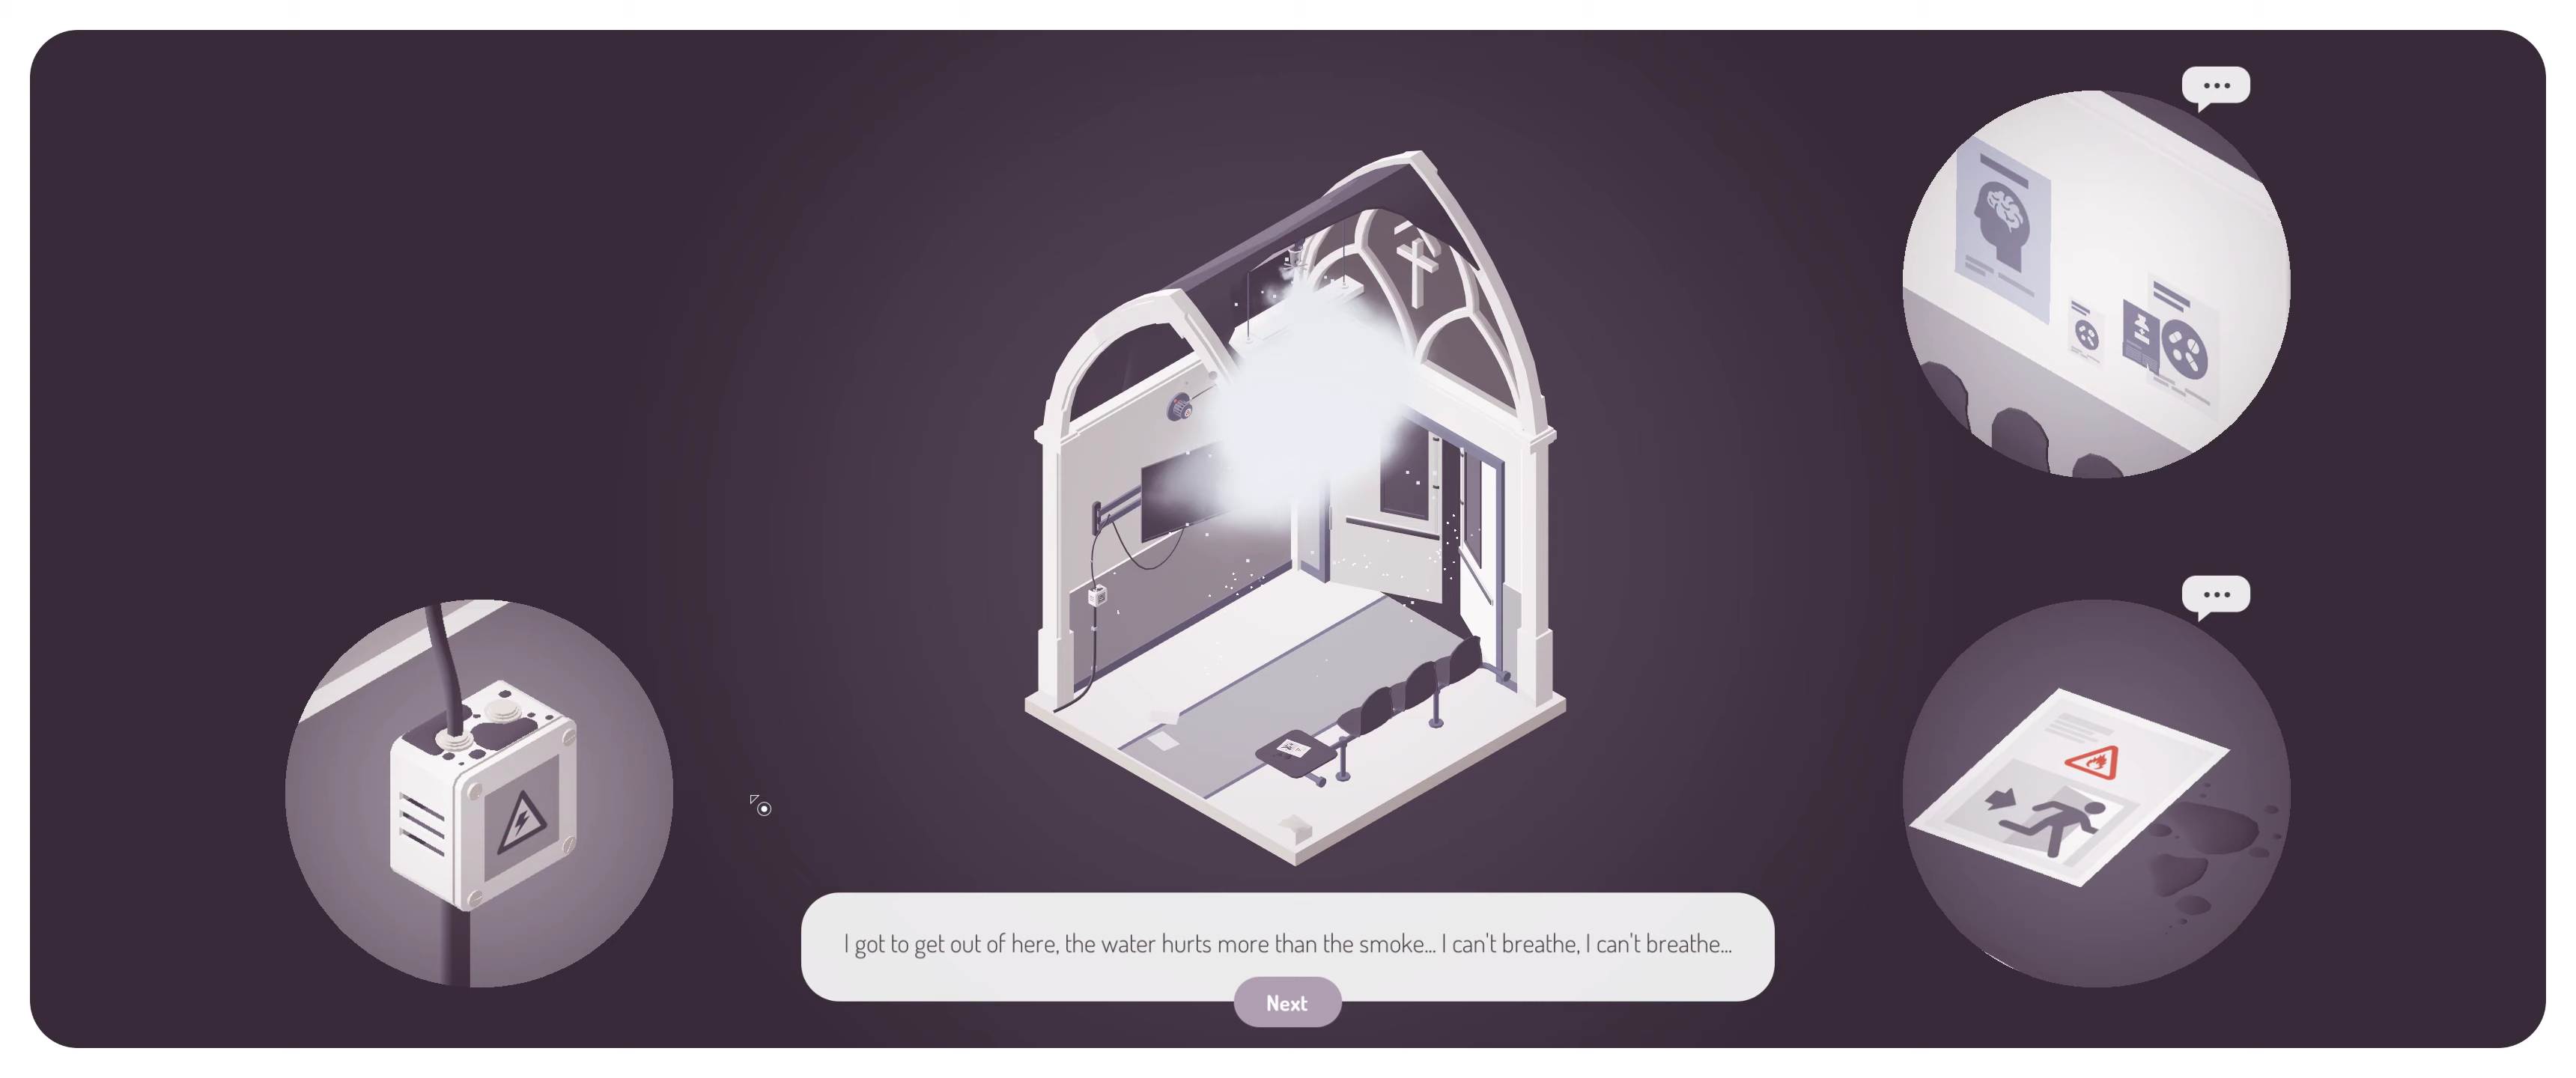 I got to get out of here, the water hurts more than the smoke... I can't breathe, I can't breathe...
Next